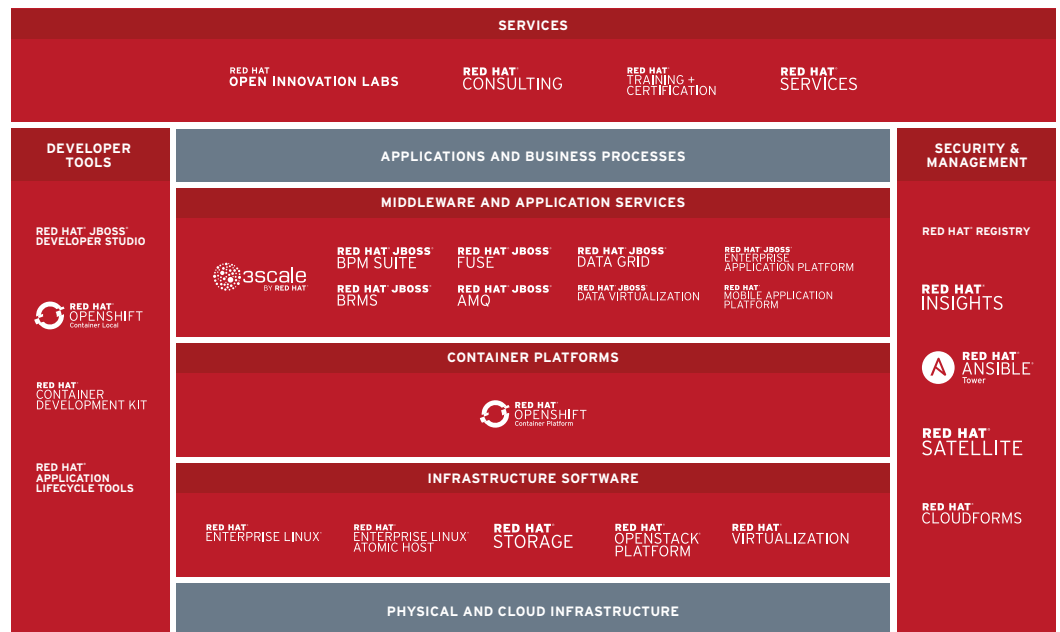 SERVICES
RED HAT
OPEN INNOVATION LABS
RED HAT®
CONSULTING
RED HAT®
TRAINING +
CERTIFICATION
RED HAT®
SERVICES
DEVELOPER
TOOLS
RED HAT® JBOSS®
DEVELOPER STUDIO
RED HAT®
OPENSHIFT
Container Local
RED HAT®
CONTAINER
DEVELOPMENT KIT
RED HAT®
APPLICATION
LIFECYCLE TOOLS
APPLICATIONS AND BUSINESS PROCESSES
MIDDLEWARE AND APPLICATION SERVICES
3scale
BY RED HAT®
RED HAT® JBOSS®
BPM SUITE
RED HAT® JBOSS®
FUSE
RED HAT® JBOSS®
DATA GRID
RED HAT® JBOSS®
ENTERPRISE
APPLICATION PLATFORM
RED HAT® JBOSS®
BRMS
RED HAT® JBOSS®
AMQ
RED HAT® JBOSS®
DATA VIRTUALIZATION
RED HAT®
MOBILE APPLICATION
PLATFORM
CONTAINER PLATFORMS
RED HAT®
OPENSHIFT
Container Platform
INFRASTRUCTURE SOFTWARE
RED HAT®
ENTERPRISE LINUX®
RED HAT®
ENTERPRISE LINUX®
ATOMIC HOST
RED HAT®
STORAGE
RED HAT®
OPENSTACK®
PLATFORM
RED HAT®
VIRTUALIZATION
PHYSICAL AND CLOUD INFRASTRUCTURE
SECURITY &
MANAGEMENT
RED HAT® REGISTRY
RED HAT®
INSIGHTS
RED HAT®
ANSIBLE®
Tower
RED HAT®
SATELLITE
RED HAT®
CLOUDFORMS